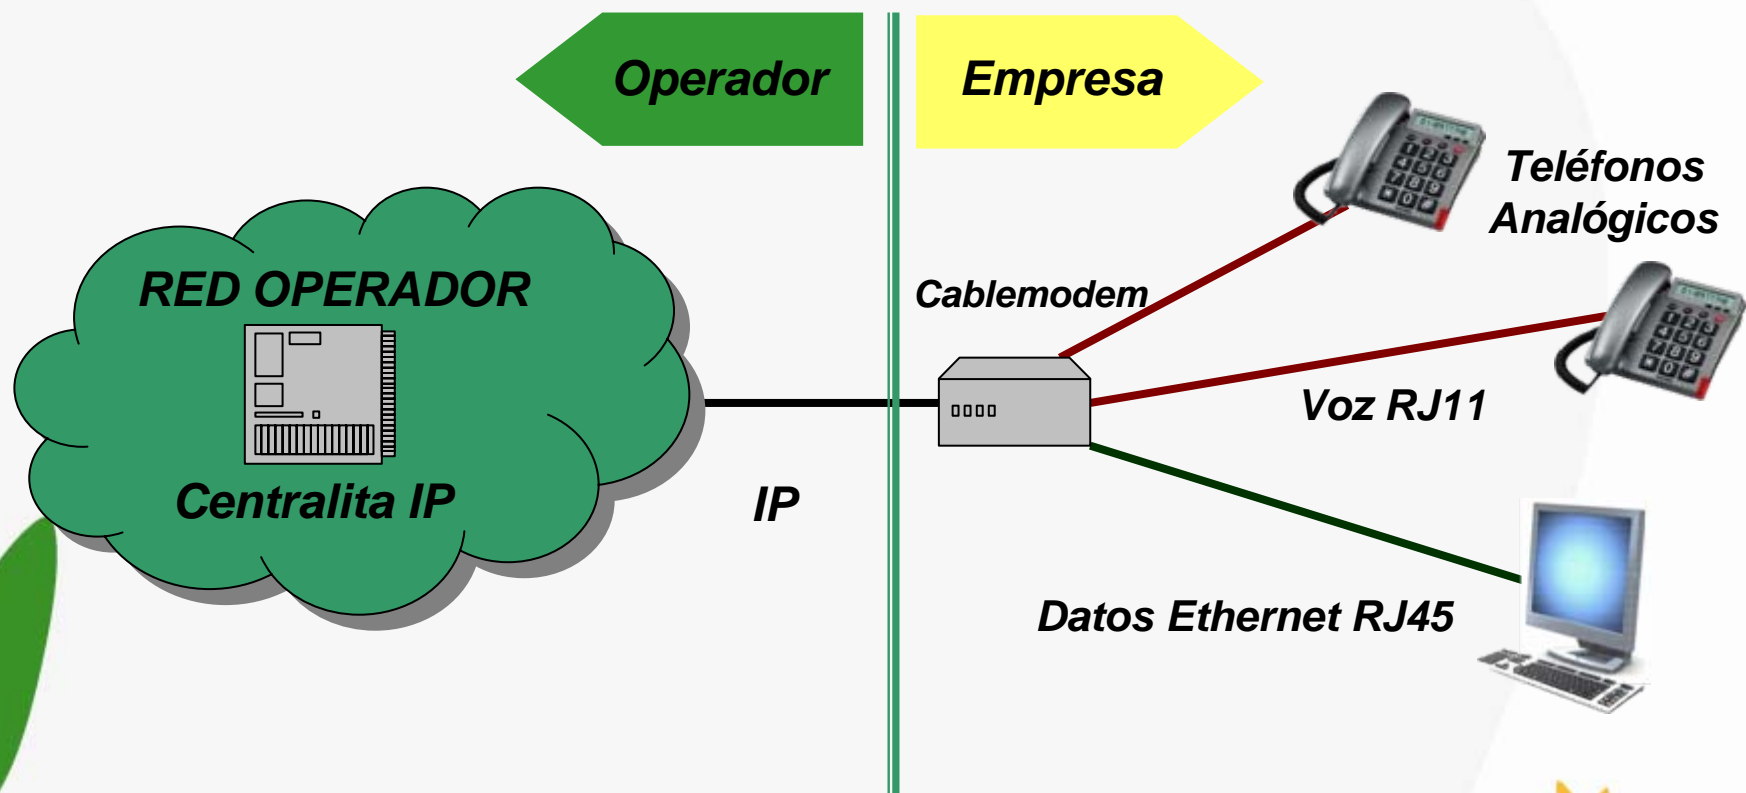 Operador
Empresa
Teléfonos
Analógicos
RED OPERADOR
Cablemodem
Voz RJ11
Centralita IP
IP
Datos Ethernet RJ45